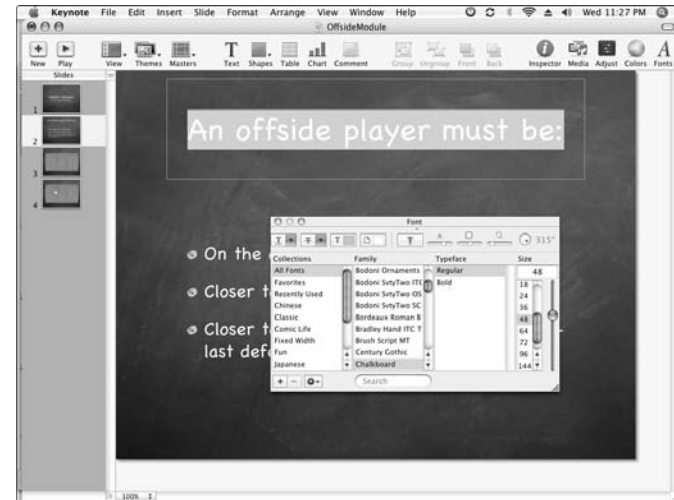 Keynote File Edit Insert Slide Format Arrange View Window Help Wed 11:27 PM
OffsideModule
New Play View Themes Masters Text Shapes Table Chart Comment Group Ungroup Front Back Inspector Media Adjust Colors Fonts
Slides
1
2
3
4
An offside player must be:
On the
Closer t
Closer t
last def
Font
315°
Collections Family Typeface Size
All Fonts Bodoni Ornaments Regular 48
Favorites Bodoni SvtyTwo ITC Bold 18
Recently Used Bodoni SvtyTwo OS 24
Chinese Bodoni SvtyTwo SC 36
Classic Bordeaux Roman B 48
Comic Life Bradley Hand ITC T 64
Fixed Width Brush Script MT 72
Fun Century Gothic 96
Japanese Chalkboard 144
Search
100%